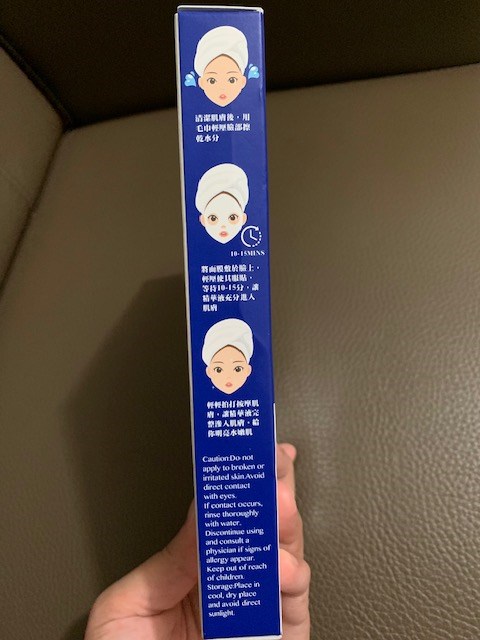 清潔肌膚後，用
毛巾輕壓臉部擦
乾水分
10-15MINS
將面膜敷於臉上，
輕壓使其服貼，
等待10-15分，讓
精華液充分進入
肌膚
輕輕拍打按摩肌
膚，讓精華液完
整滲入肌膚，給
你明亮水嫩肌
Caution:Do not
apply to broken or
irritated skin.Avoid
direct contact
with eyes.
If contact occurs,
rinse thoroughly
with water.
Discontinue using
and consult a
physician if signs of
allergy appear.
Keep out of reach
of children.
Storage:Place in
cool, dry place
and avoid direct
sunlight.